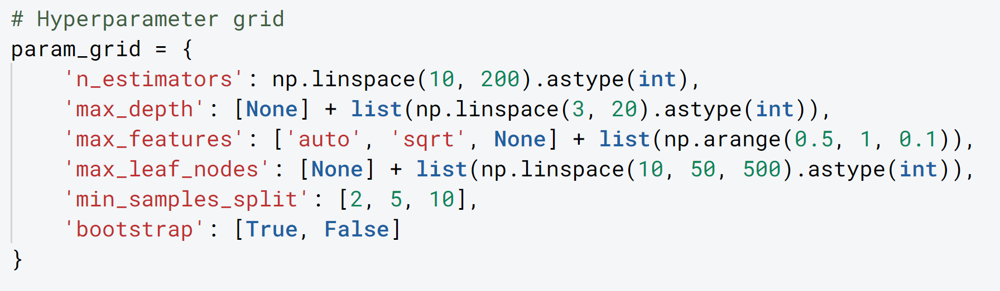 # Hyperparameter grid
param_grid = {
    'n_estimators': np.linspace(10, 200).astype(int),
    'max_depth': [None] + list(np.linspace(3, 20).astype(int)),
    'max_features': ['auto', 'sqrt', None] + list(np.arange(0.5, 1, 0.1)),
    'max_leaf_nodes': [None] + list(np.linspace(10, 50, 500).astype(int)),
    'min_samples_split': [2, 5, 10],
    'bootstrap': [True, False]
}